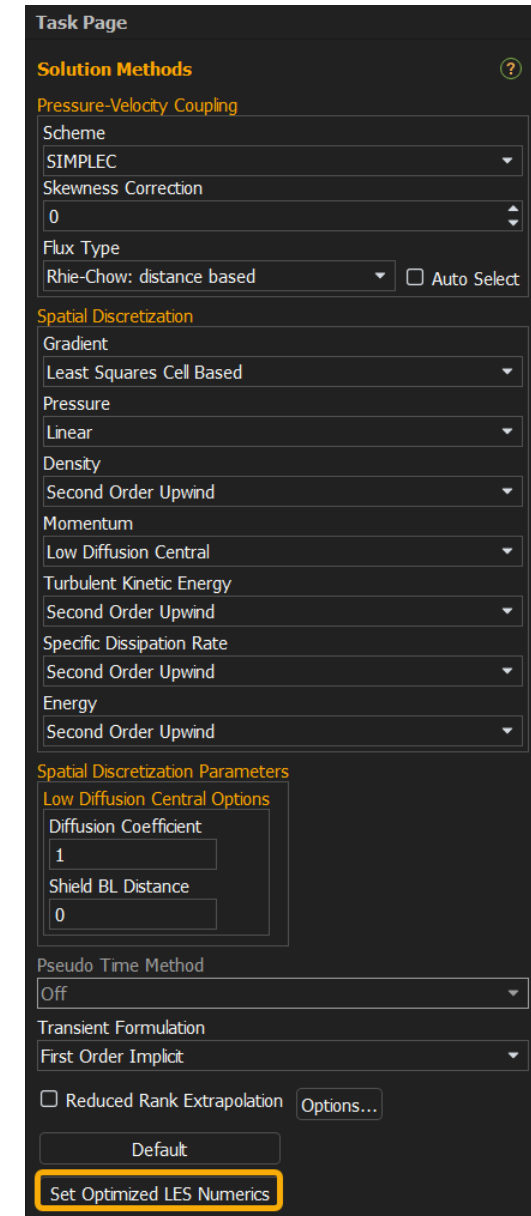 Task Page
Solution Methods ?
Pressure-Velocity Coupling
Scheme
SIMPLEC
Skewness Correction
0
Flux Type
Rhie-Chow: distance based Auto Select
Spatial Discretization
Gradient
Least Squares Cell Based
Pressure
Linear
Density
Second Order Upwind
Momentum
Low Diffusion Central
Turbulent Kinetic Energy
Second Order Upwind
Specific Dissipation Rate
Second Order Upwind
Energy
Second Order Upwind
Spatial Discretization Parameters
Low Diffusion Central Options
Diffusion Coefficient
1
Shield BL Distance
0
Pseudo Time Method
Off
Transient Formulation
First Order Implicit
Reduced Rank Extrapolation Options...
Default
Set Optimized LES Numerics